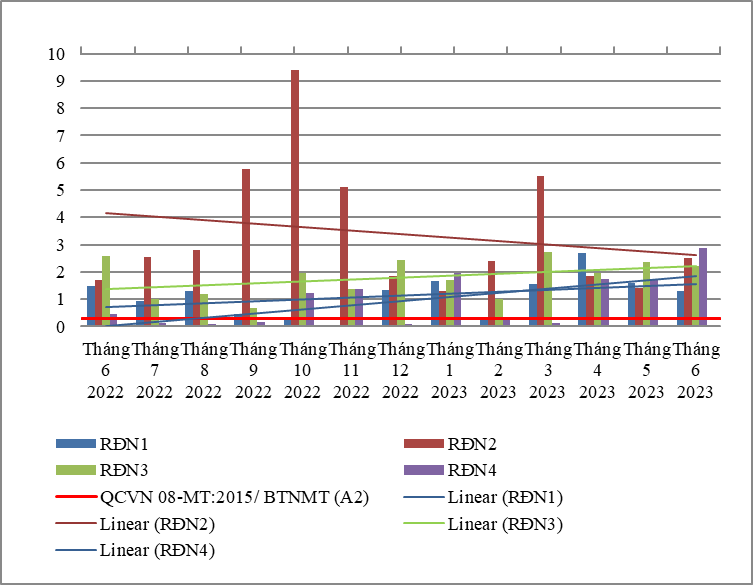 10
9
8
7
6
5
4
3
2
1
0
Tháng Tháng Tháng Tháng Tháng Tháng Tháng Tháng Tháng Tháng Tháng Tháng Tháng
6 7 8 9 10 11 12 1 2 3 4 5 6
2022 2022 2022 2022 2022 2022 2022 2023 2023 2023 2023 2023 2023
RĐN1 RĐN2
RĐN3 RĐN4
QCVN 08-MT:2015/ BTNMT (A2) Linear (RĐN1)
Linear (RĐN2) Linear (RĐN3)
Linear (RĐN4)